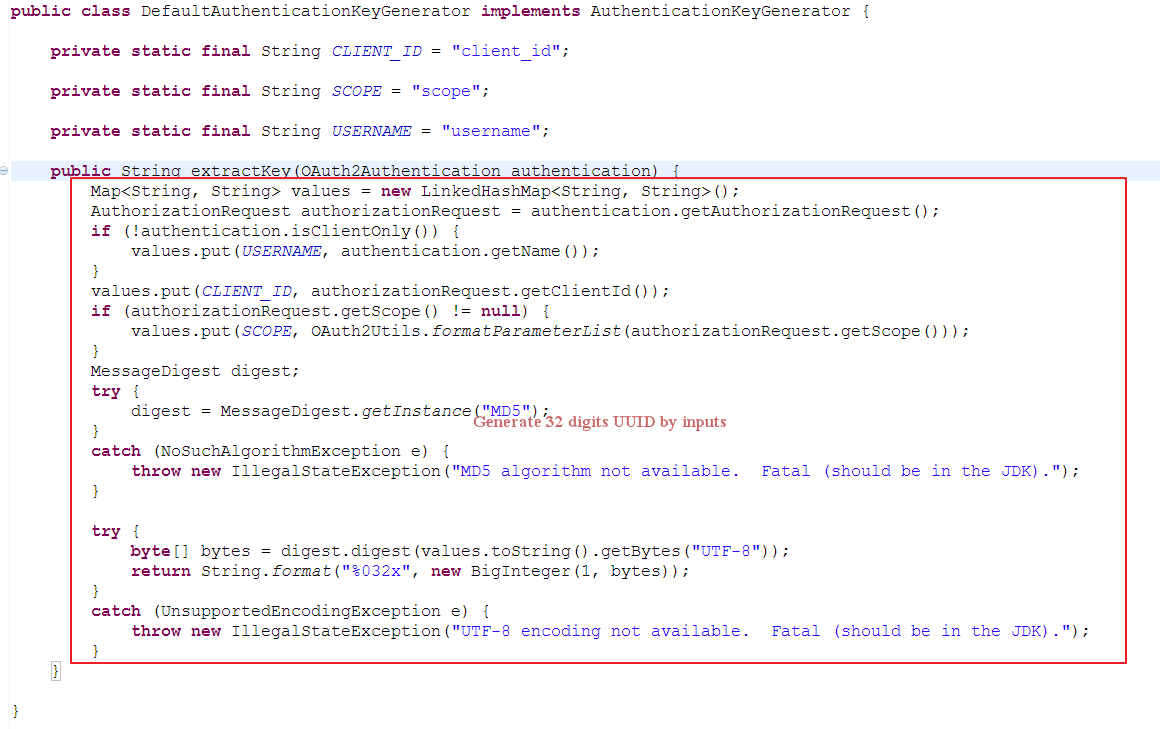 public class DefaultAuthenticationKeyGenerator implements AuthenticationKeyGenerator {
private static final String CLIENT_ID = "client_id";
private static final String SCOPE = "scope";
private static final String USERNAME = "username";
public String extractKey(OAuth2Authentication authentication) {
Map<String, String> values = new LinkedHashMap<String, String>();
AuthorizationRequest authorizationRequest = authentication.getAuthorizationRequest();
if (!authentication.isClientOnly()) {
values.put(USERNAME, authentication.getName());
}
values.put(CLIENT_ID, authorizationRequest.getClientId());
if (authorizationRequest.getScope() != null) {
values.put(SCOPE, OAuth2Utils.formatParameterList(authorizationRequest.getScope()));
}
MessageDigest digest;
try {
digest = MessageDigest.getInstance("MD5");
Generate 32 digits UUID by inputs
}
catch (NoSuchAlgorithmException e) {
throw new IllegalStateException("MD5 algorithm not available.  Fatal (should be in the JDK).");
}
try {
byte[] bytes = digest.digest(values.toString().getBytes("UTF-8"));
return String.format("%032x", new BigInteger(1, bytes));
}
catch (UnsupportedEncodingException e) {
throw new IllegalStateException("UTF-8 encoding not available.  Fatal (should be in the JDK).");
}
}
}